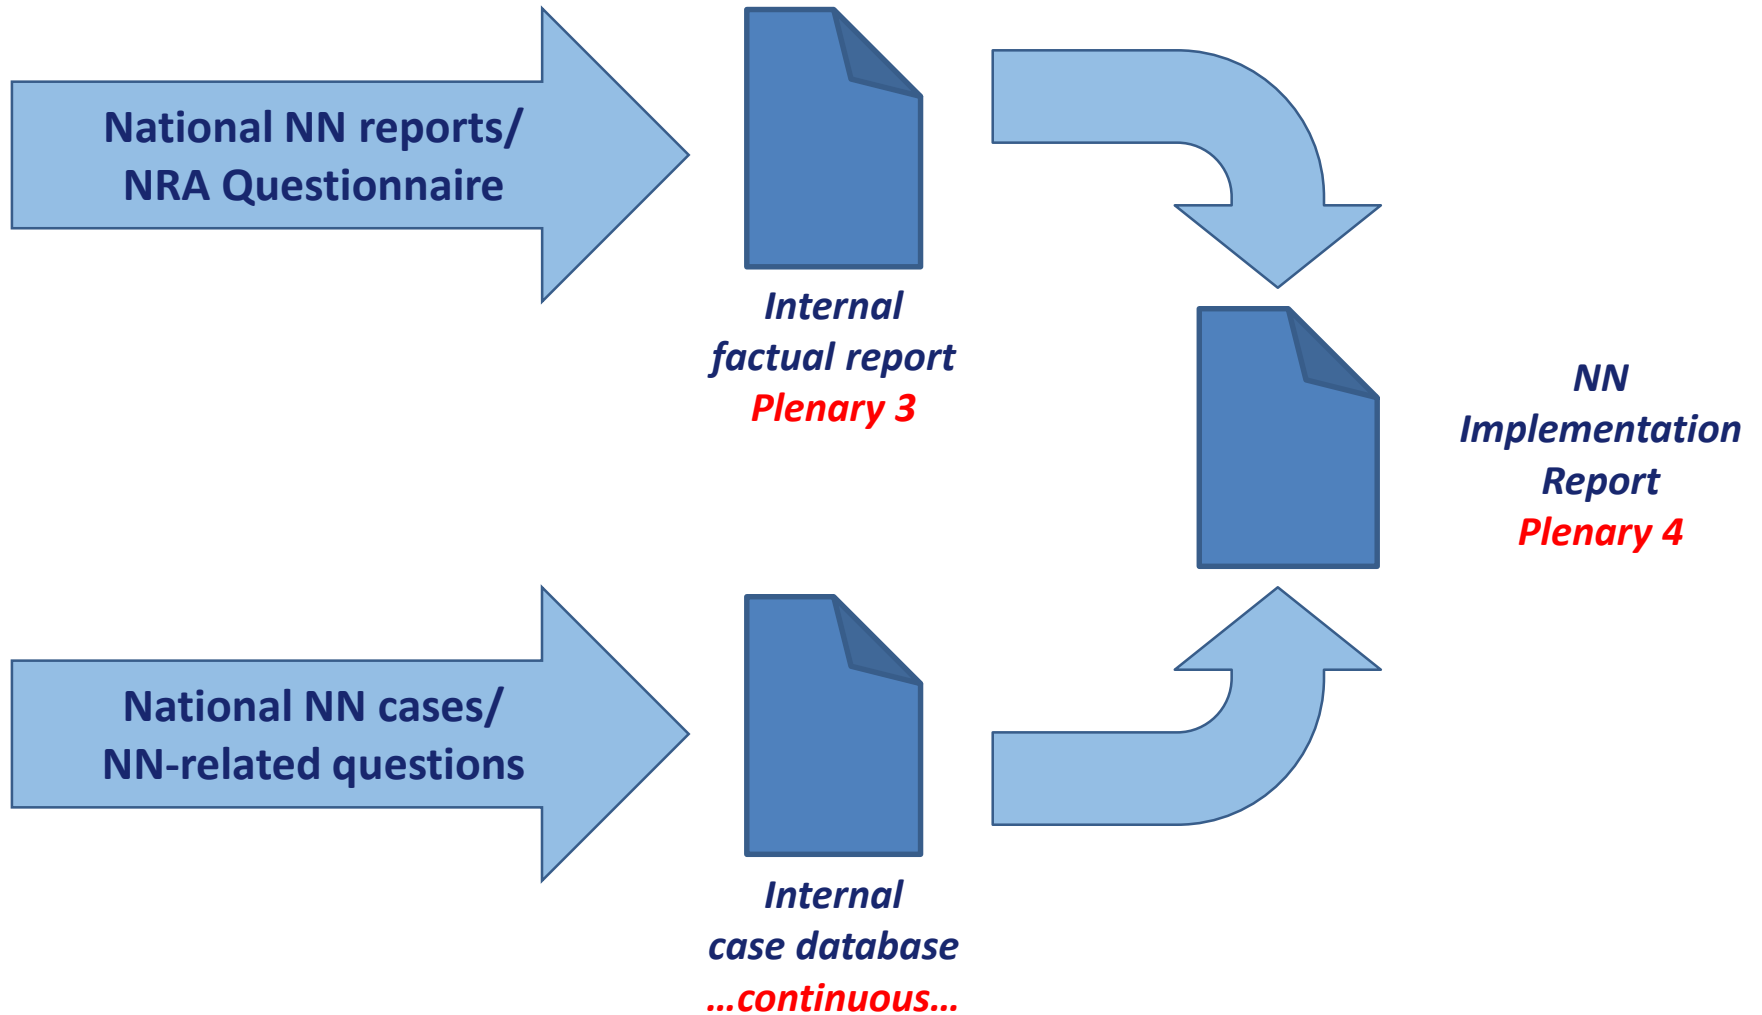 National NN reports/
NRA Questionnaire
Internal
factual report
Plenary 3
NN
Implementation
Report
Plenary 4
National NN cases/
NN-related questions
Internal
case database
…continuous…